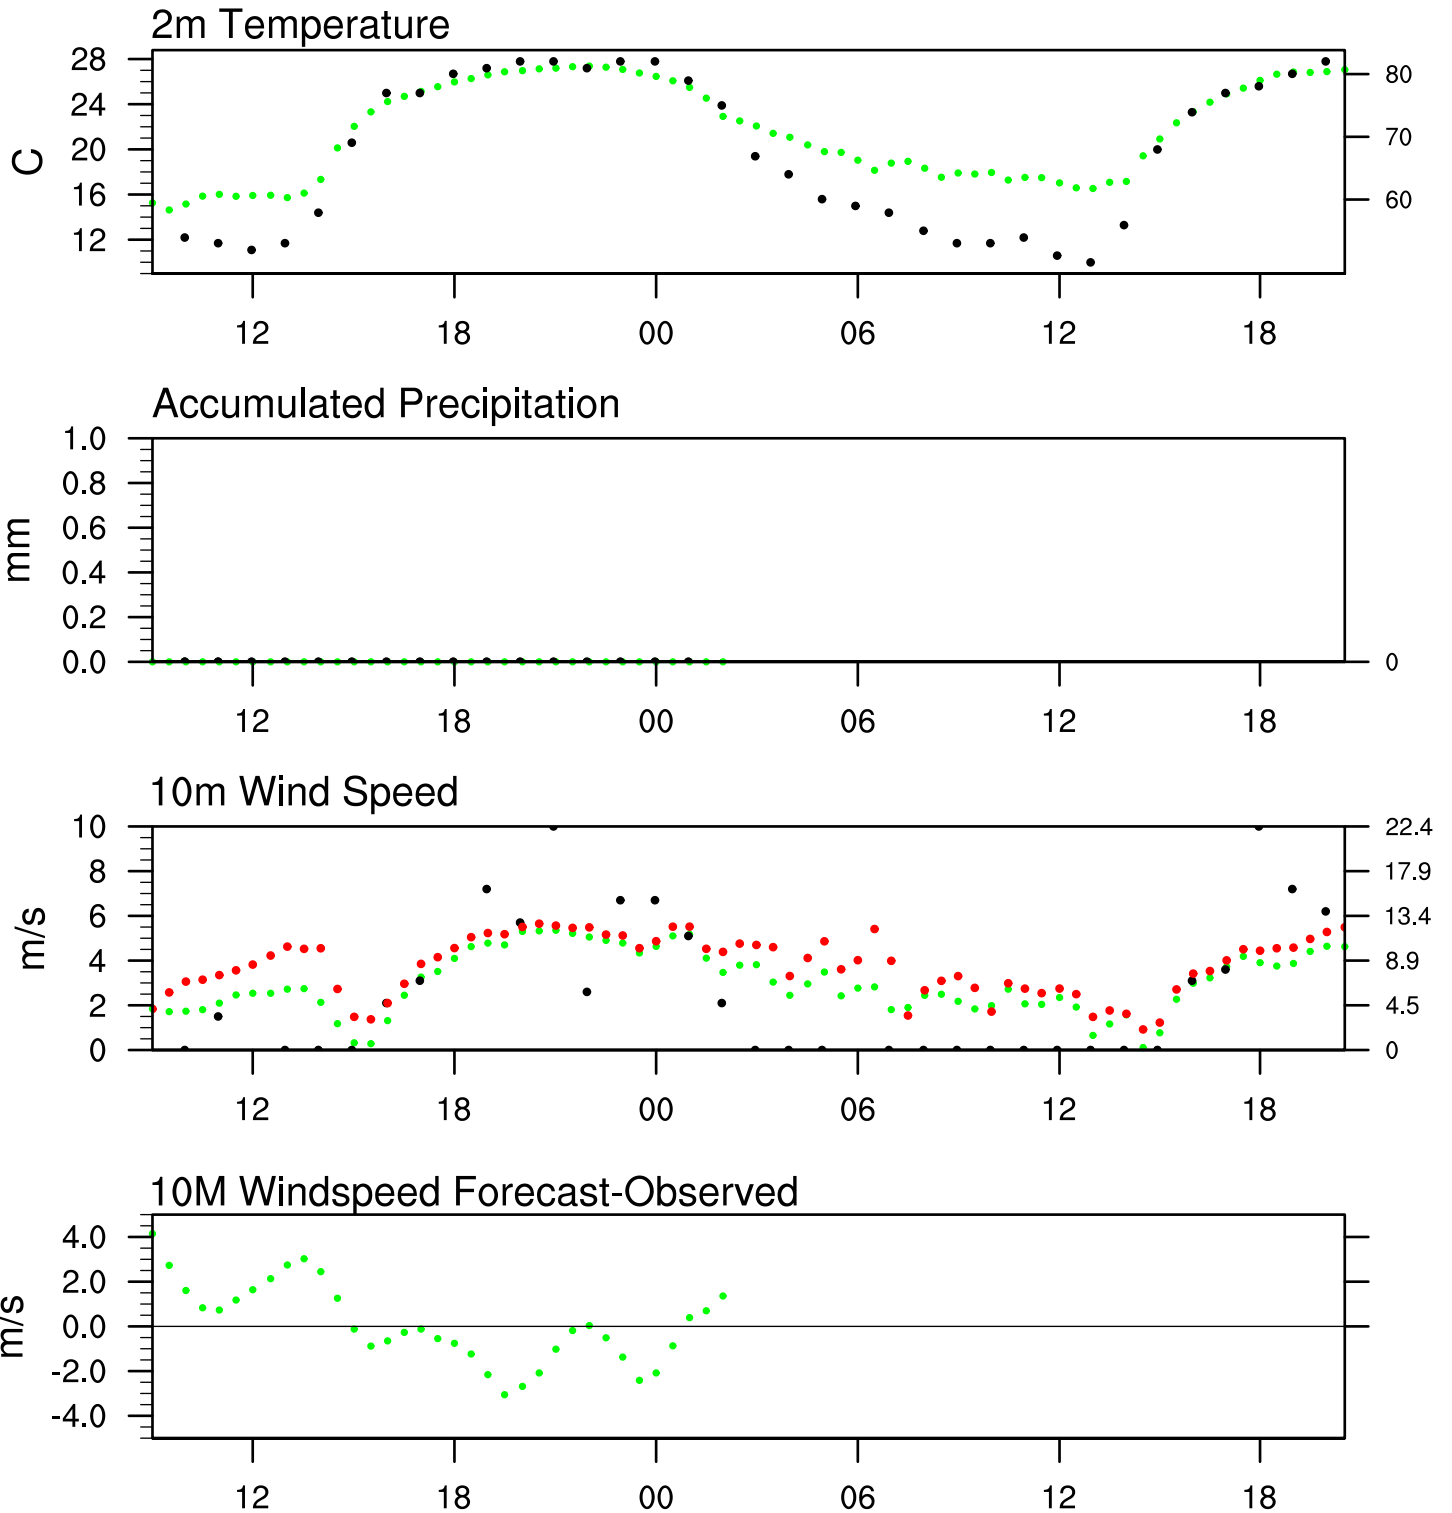 2m Temperature
28
24
20
16
12
C
80
70
60
12 18 00 06 12 18
Accumulated Precipitation
1.0
0.8
0.6
0.4
0.2
0.0
mm
0
12 18 00 06 12 18
10m Wind Speed
10
8
6
4
2
0
m/s
22.4
17.9
13.4
8.9
4.5
0
12 18 00 06 12 18
10M Windspeed Forecast-Observed
4.0
2.0
0.0
-2.0
-4.0
m/s
12 18 00 06 12 18